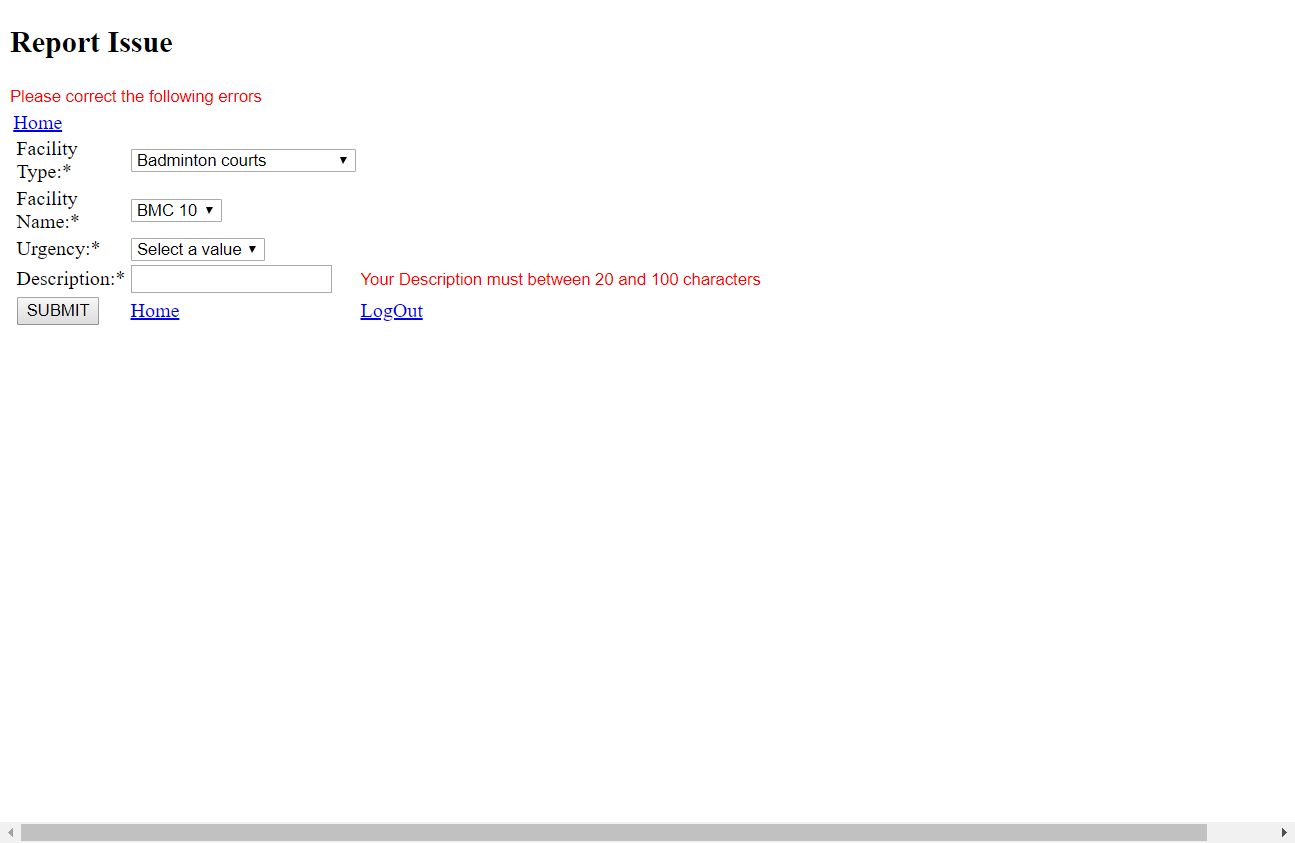 Report Issue
Please correct the following errors
Home
Facility
Type:*
Badminton courts
Facility
Name:*
BMC 10
Urgency:*
Select a value
Description:*
Your Description must between 20 and 100 characters
SUBMIT
Home
LogOut